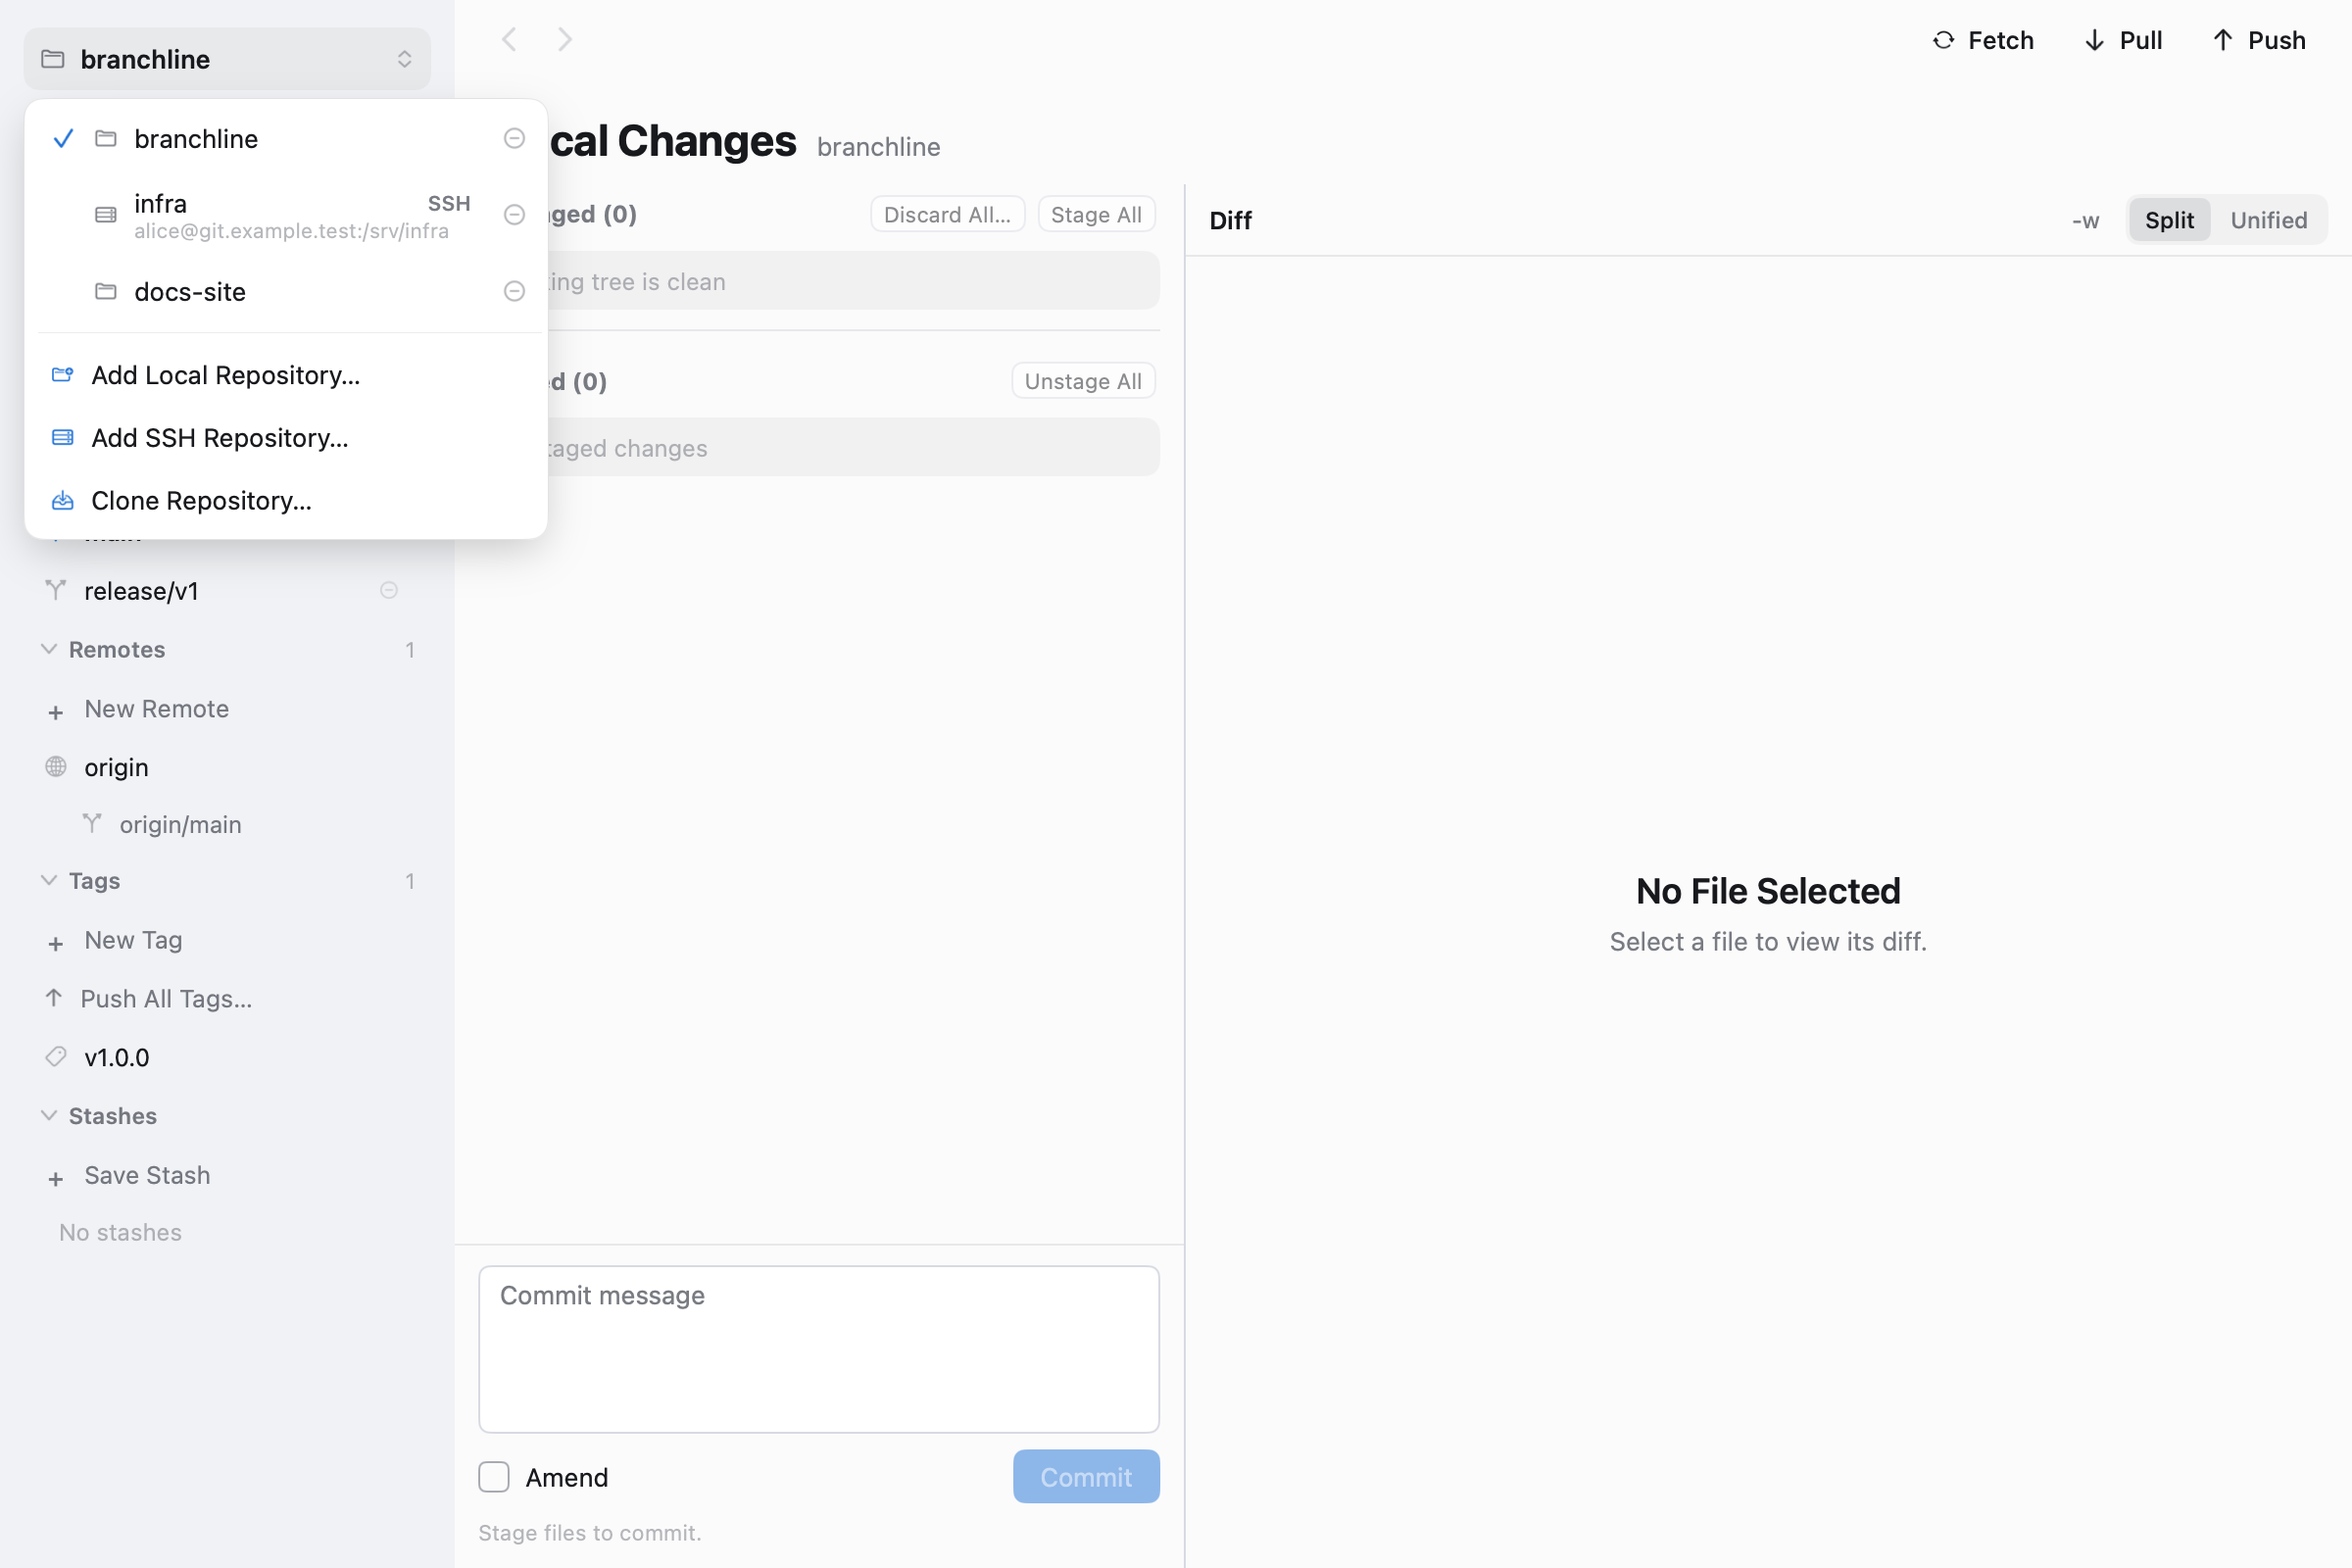 branchline
Fetch
Pull
Push
branchline
infra
SSH
alice@git.example.test:/srv/infra
docs-site
Add Local Repository...
Add SSH Repository...
Clone Repository...
cal Changes branchline
ged (0)
Discard All...
Stage All
king tree is clean
d (0)
Unstage All
taged changes
Diff
-w
Split
Unified
release/v1
Remotes
1
+ New Remote
origin
origin/main
Tags
1
+ New Tag
Push All Tags...
v1.0.0
Stashes
+ Save Stash
No stashes
No File Selected
Select a file to view its diff.
Commit message
Amend
Commit
Stage files to commit.